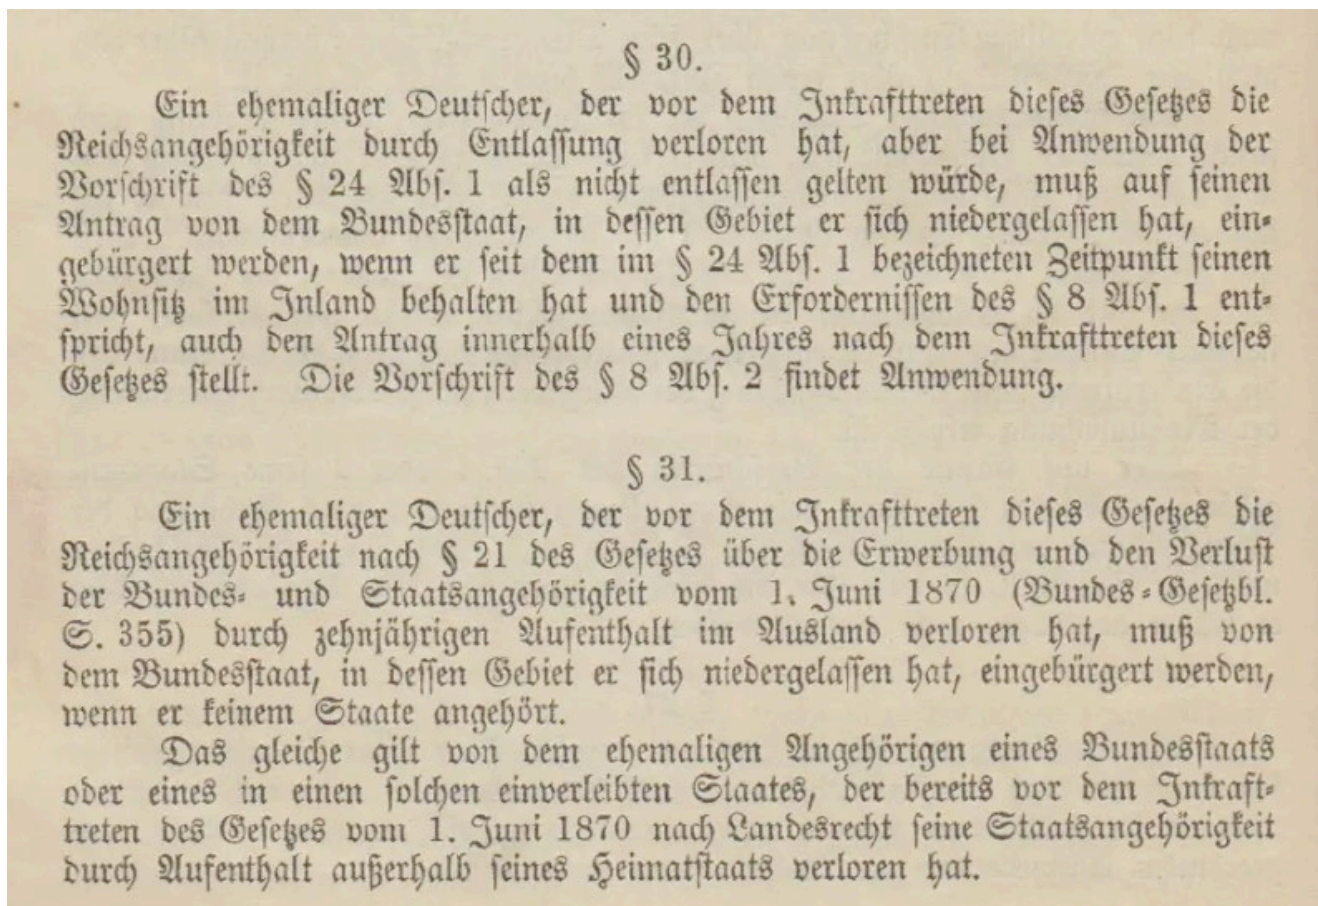 § 30.
Ein ehemaliger Deutscher, der vor dem Inkrafttreten dieses Gesetzes die
Reichsangehörigkeit durch Entlassung verloren hat, aber bei Anwendung der
Vorschrift des § 24 Abs. 1 als nicht entlassen gelten würde, muß auf seinen
Antrag von dem Bundesstaat, in dessen Gebiet er sich niedergelassen hat, ein-
gebürgert werden, wenn er seit dem im § 24 Abs. 1 bezeichneten Zeitpunkt seinen
Wohnsitz im Inland behalten hat und den Erfordernissen des § 8 Abs. 1 ent-
spricht, auch den Antrag innerhalb eines Jahres nach dem Inkrafttreten dieses
Gesetzes stellt. Die Vorschrift des § 8 Abs. 2 findet Anwendung.
§ 31.
Ein ehemaliger Deutscher, der vor dem Inkrafttreten dieses Gesetzes die
Reichsangehörigkeit nach § 21 des Gesetzes über die Erwerbung und den Verlust
der Bundes- und Staatsangehörigkeit vom 1. Juni 1870 (Bundes-Gesetzbl.
S. 355) durch zehnjährigen Aufenthalt im Ausland verloren hat, muß von
dem Bundesstaat, in dessen Gebiet er sich niedergelassen hat, eingebürgert werden,
wenn er keinem Staate angehört.
Das gleiche gilt von dem ehemaligen Angehörigen eines Bundesstaats
oder eines in einen solchen einverleibten Staates, der bereits vor dem Inkraft-
treten des Gesetzes vom 1. Juni 1870 nach Landesrecht seine Staatsangehörigkeit
durch Aufenthalt außerhalb seines Heimatstaats verloren hat.